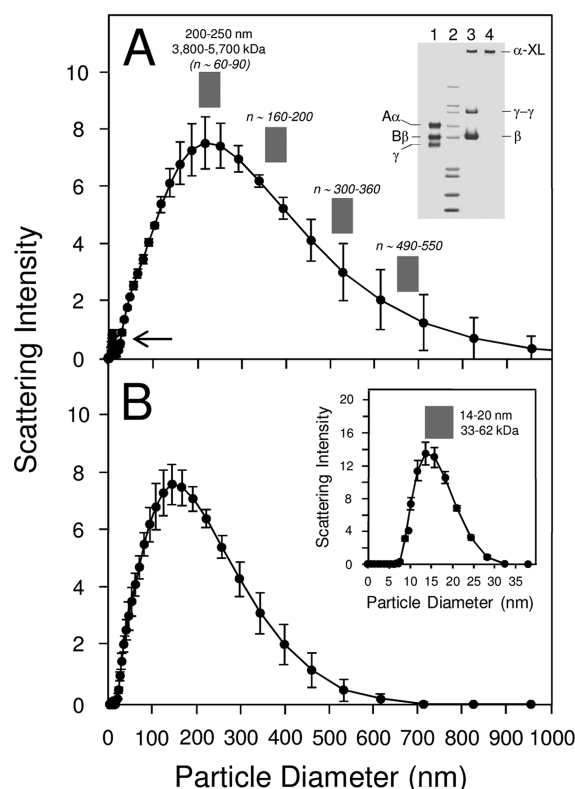 A
200-250 nm
3,800-5,700 kDa
(n ~ 60-90)
n ~ 160-200
n ~ 300-360
n ~ 490-550
1 2 3 4
α-XL
Aα
γ–γ
Bβ
β
γ
10
8
6
4
2
0
Scattering Intensity
B
10
8
6
4
2
0
20
16
12
8
4
0
Scattering Intensity
14-20 nm
33-62 kDa
0 5 10 15 20 25 30 35
Particle Diameter (nm)
0 100 200 300 400 500 600 700 800 900 1000
Particle Diameter (nm)